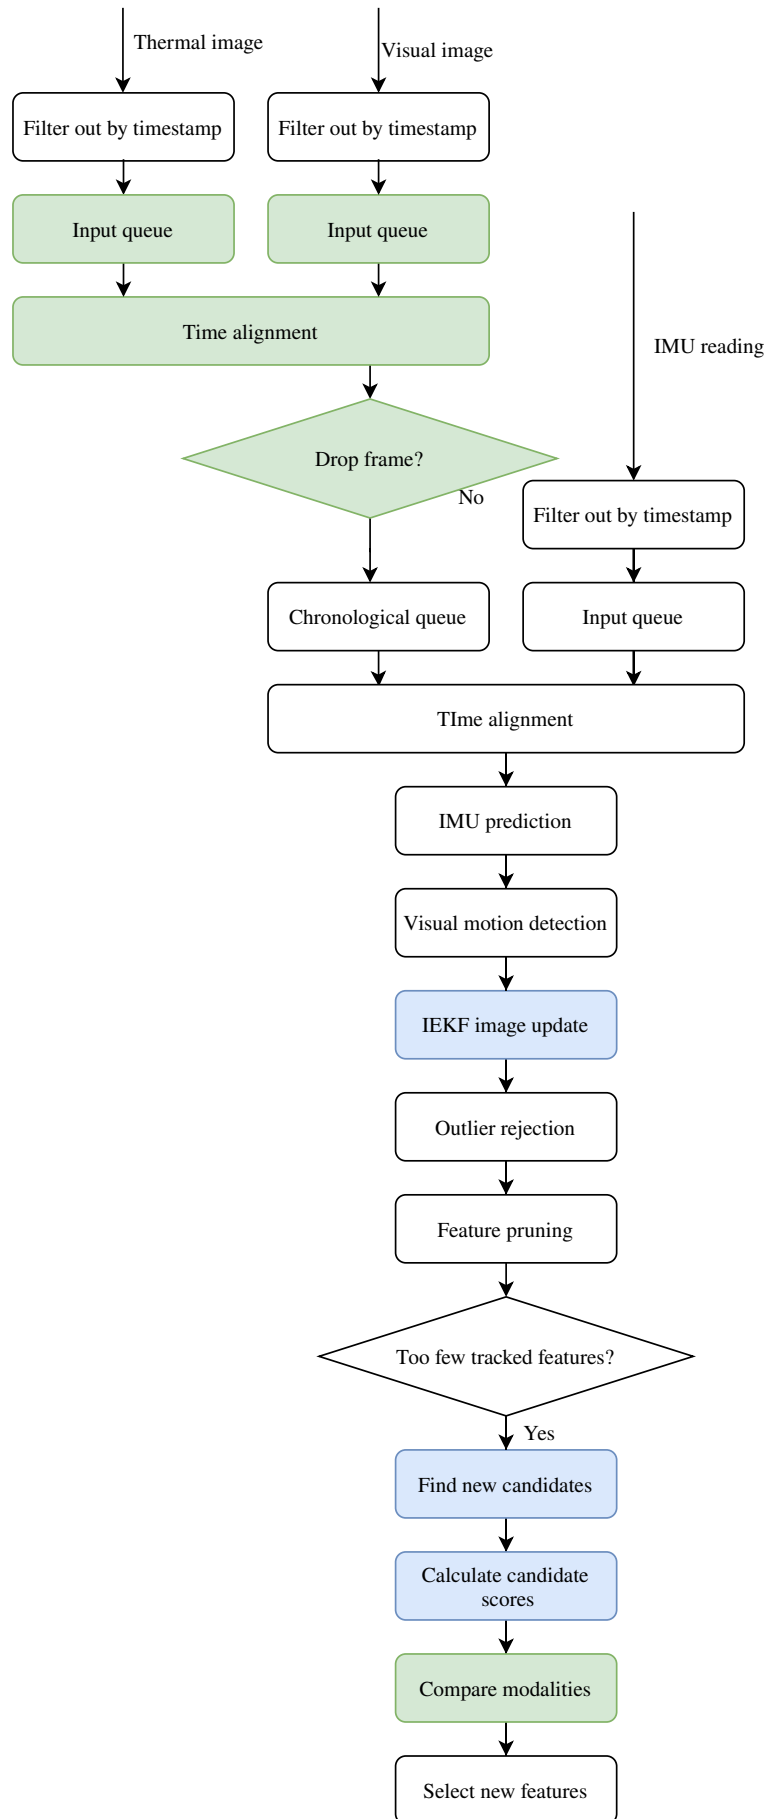 Thermal image
Visual image
Filter out by timestamp
Filter out by timestamp
Input queue
Input queue
Time alignment
IMU reading
Drop frame?
No
Filter out by timestamp
Chronological queue
Input queue
TIme alignment
IMU prediction
Visual motion detection
IEKF image update
Outlier rejection
Feature pruning
Too few tracked features?
Yes
Find new candidates
Calculate candidate
scores
Compare modalities
Select new features